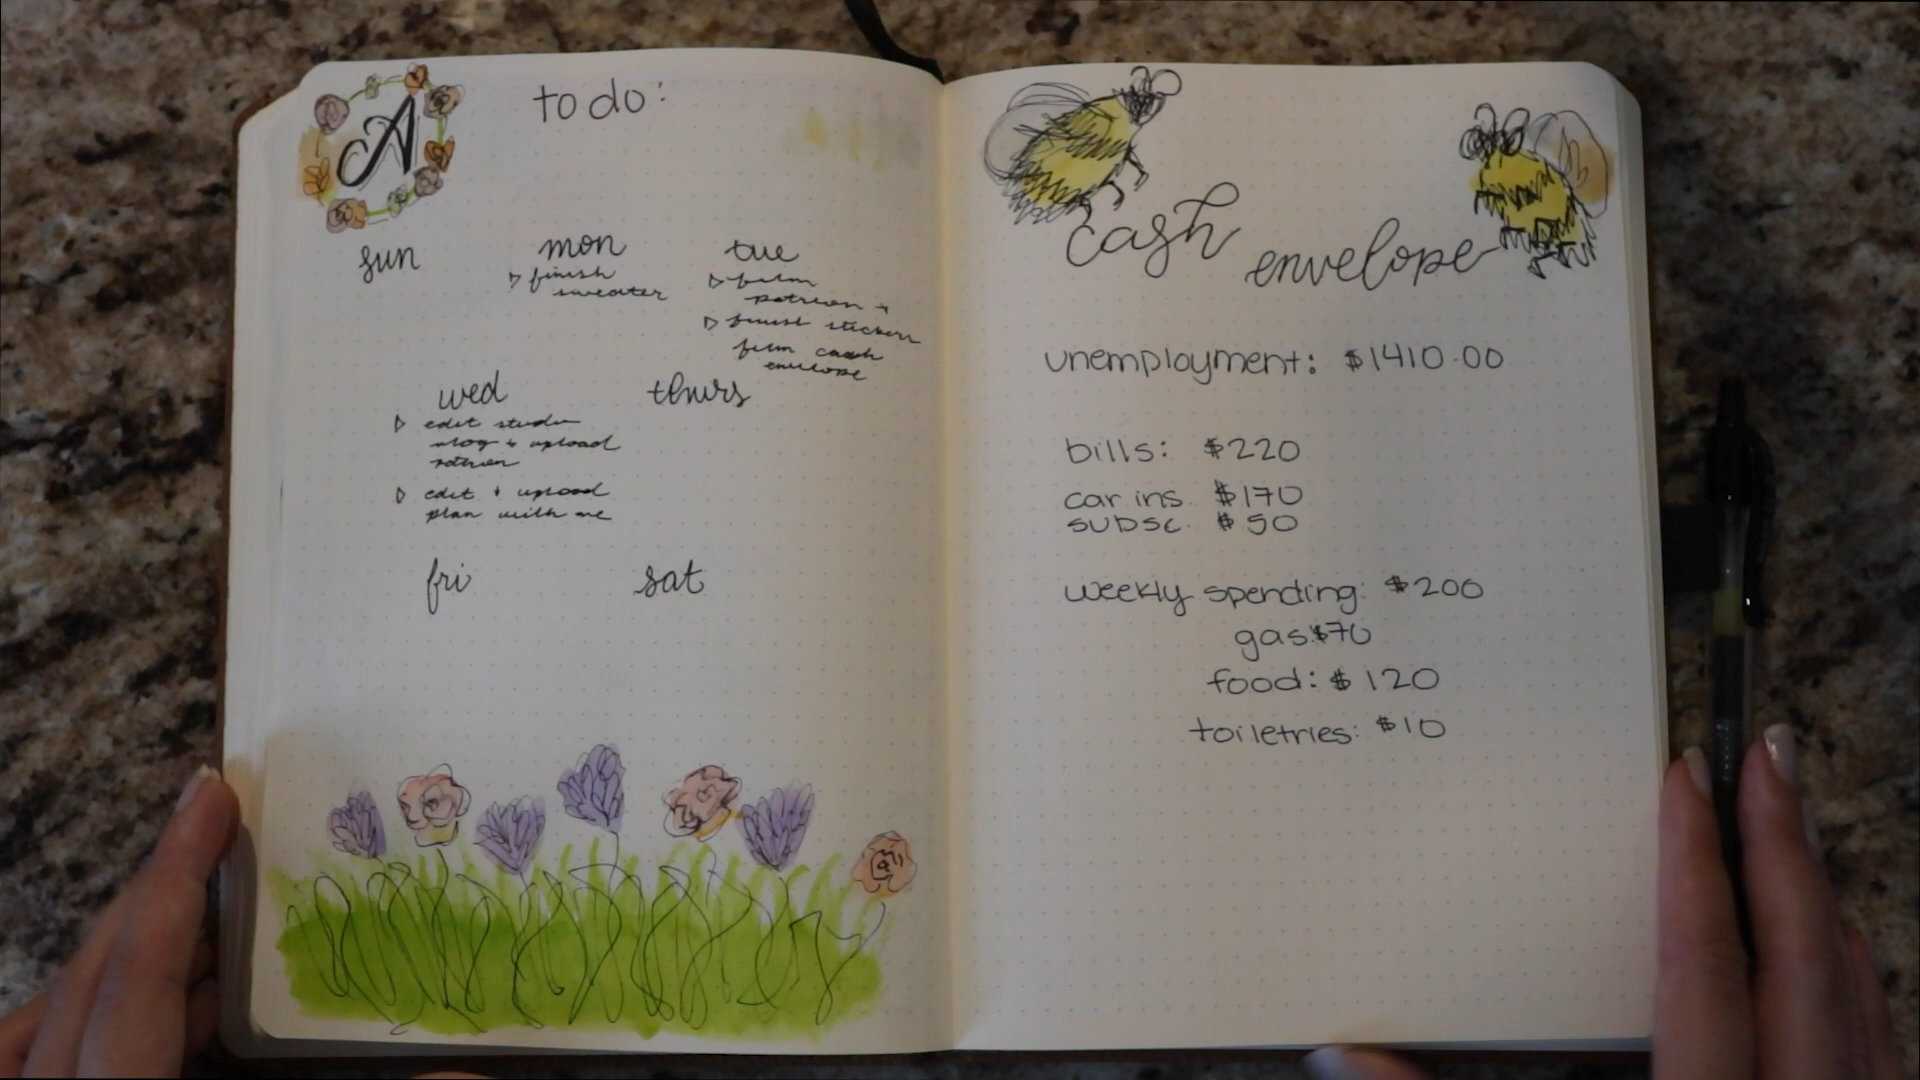 A
to do:
sun
mon
finish
sweater
tue
film
patreon +
finish stickers
film cash
envelope
wed
edit studio
vlog + upload
patreon
edit + upload
plan with me
thurs
fri
sat
cash
envelope
unemployment: $1410.00
bills: $220
car ins. $170
subsc. $50
weekly spending: $200
gas $70
food: $120
toiletries: $10